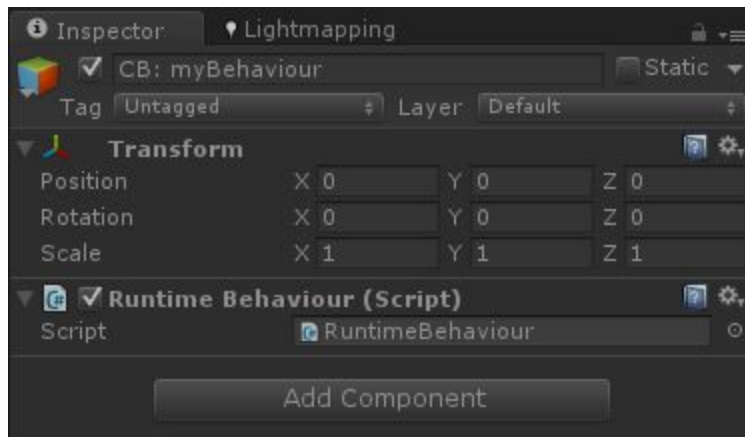 Inspector Lightmapping
CB: myBehaviour Static
Tag Untagged Layer Default
Transform
Position X 0 Y 0 Z 0
Rotation X 0 Y 0 Z 0
Scale X 1 Y 1 Z 1
C# Runtime Behaviour (Script)
Script RuntimeBehaviour
Add Component